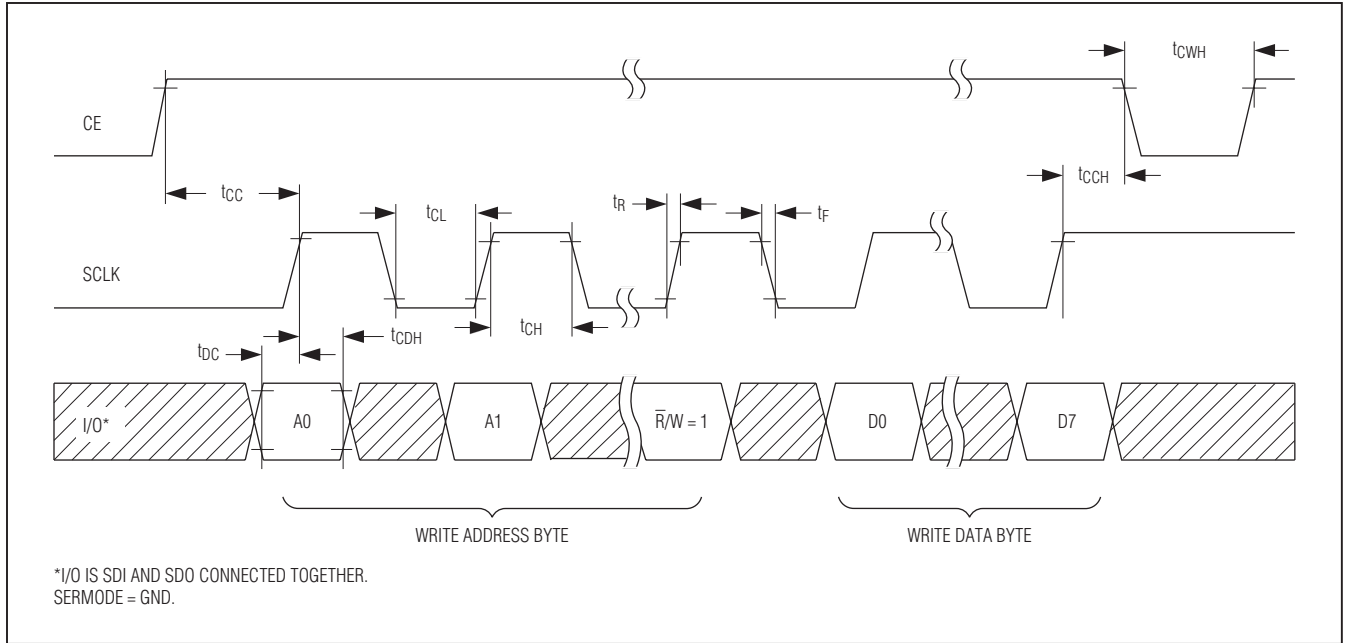 tCWH
CE
tCCH
tCC
tCL
tR
tF
SCLK
tCH
tCDH
tDC
I/O*
A0
A1
R̅/W = 1
D0
D7
WRITE ADDRESS BYTE
WRITE DATA BYTE
*I/O IS SDI AND SDO CONNECTED TOGETHER.
SERMODE = GND.